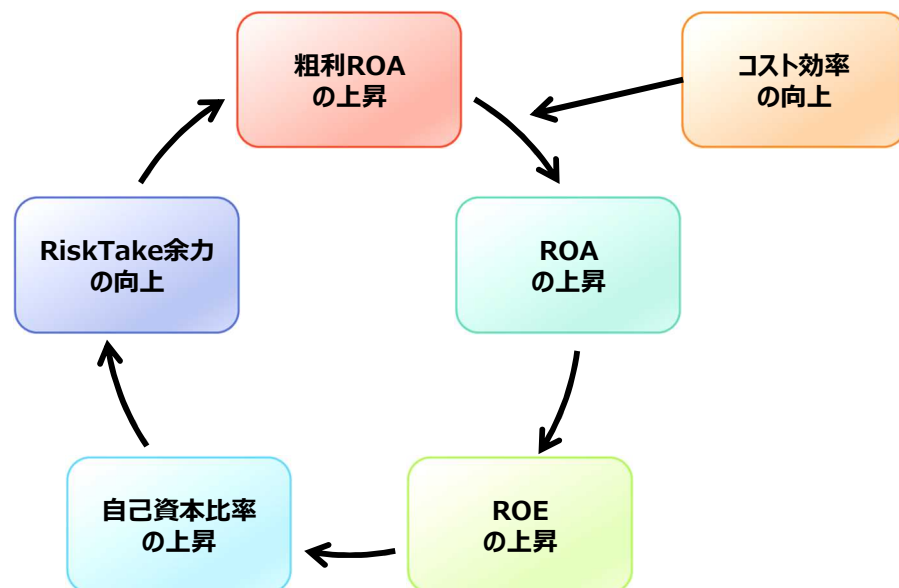 粗利ROA
の上昇
コスト効率
の向上
RiskTake余力
の向上
ROA
の上昇
自己資本比率
の上昇
ROE
の上昇